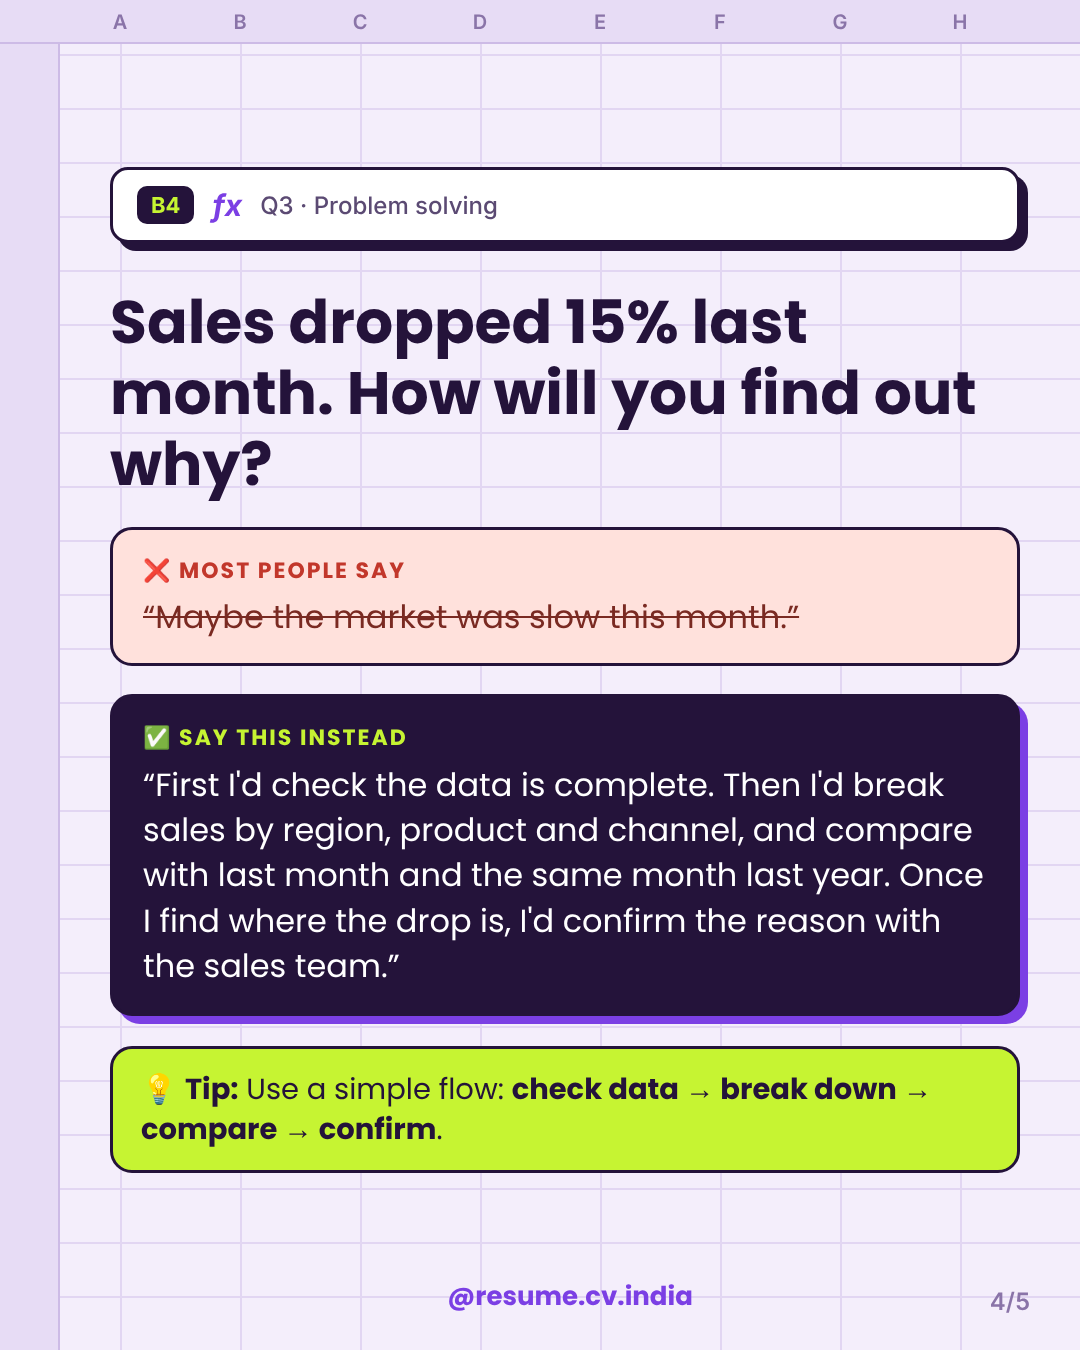 A B C D E F G H
B4 fx Q3 · Problem solving
Sales dropped 15% last
month. How will you find out
why?
❌ MOST PEOPLE SAY
“Maybe the market was slow this month.”
✅ SAY THIS INSTEAD
“First I'd check the data is complete. Then I'd break
sales by region, product and channel, and compare
with last month and the same month last year. Once
I find where the drop is, I'd confirm the reason with
the sales team.”
💡 Tip: Use a simple flow: check data → break down →
compare → confirm.
@resume.cv.india
4/5